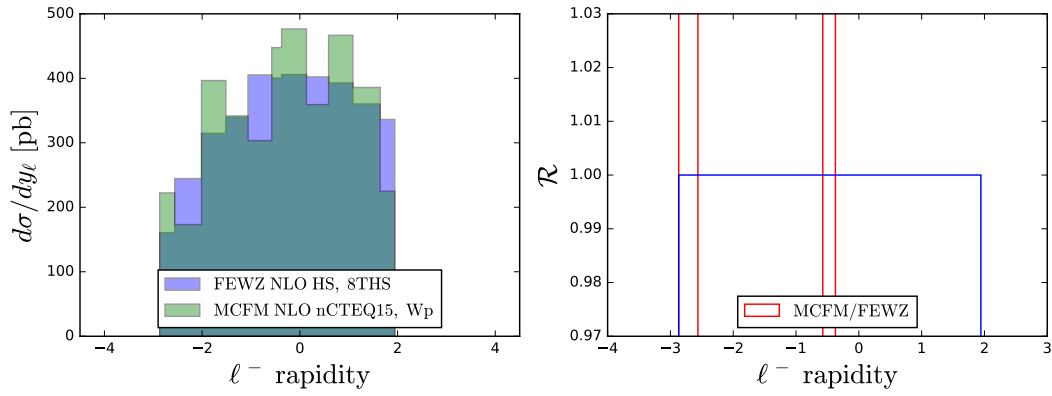 500
400
300
200
100
0
dσ/dy_ℓ [pb]
FEWZ NLO HS, 8THS
MCFM NLO nCTEQ15, Wp
−4 −2 0 2 4
ℓ⁻ rapidity
1.03
1.02
1.01
1.00
0.99
0.98
0.97
ℛ
MCFM/FEWZ
−4 −3 −2 −1 0 1 2 3
ℓ⁻ rapidity